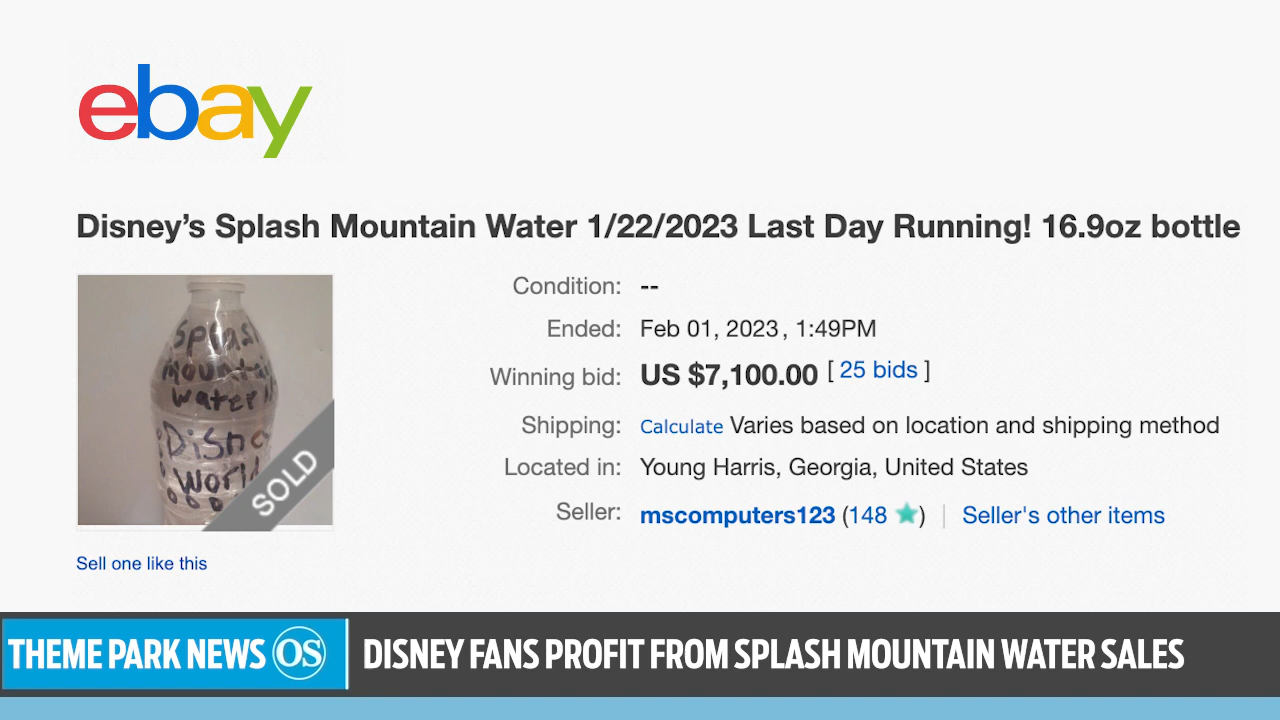 ebay
Disney’s Splash Mountain Water 1/22/2023 Last Day Running! 16.9oz bottle
Splas
mountai
water
Disne
World
SOLD
Condition: --
Ended: Feb 01, 2023, 1:49PM
Winning bid: US $7,100.00 [ 25 bids ]
Shipping: Calculate Varies based on location and shipping method
Located in: Young Harris, Georgia, United States
Seller: mscomputers123 (148 ★) | Seller's other items
Sell one like this
THEME PARK NEWS OS DISNEY FANS PROFIT FROM SPLASH MOUNTAIN WATER SALES